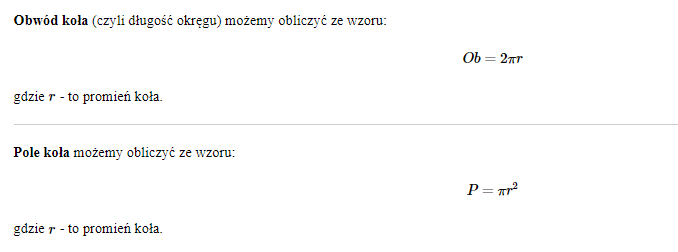 Obwód koła (czyli długość okręgu) możemy obliczyć ze wzoru:
Ob = 2πr
gdzie r - to promień koła.
Pole koła możemy obliczyć ze wzoru:
P = πr²
gdzie r - to promień koła.